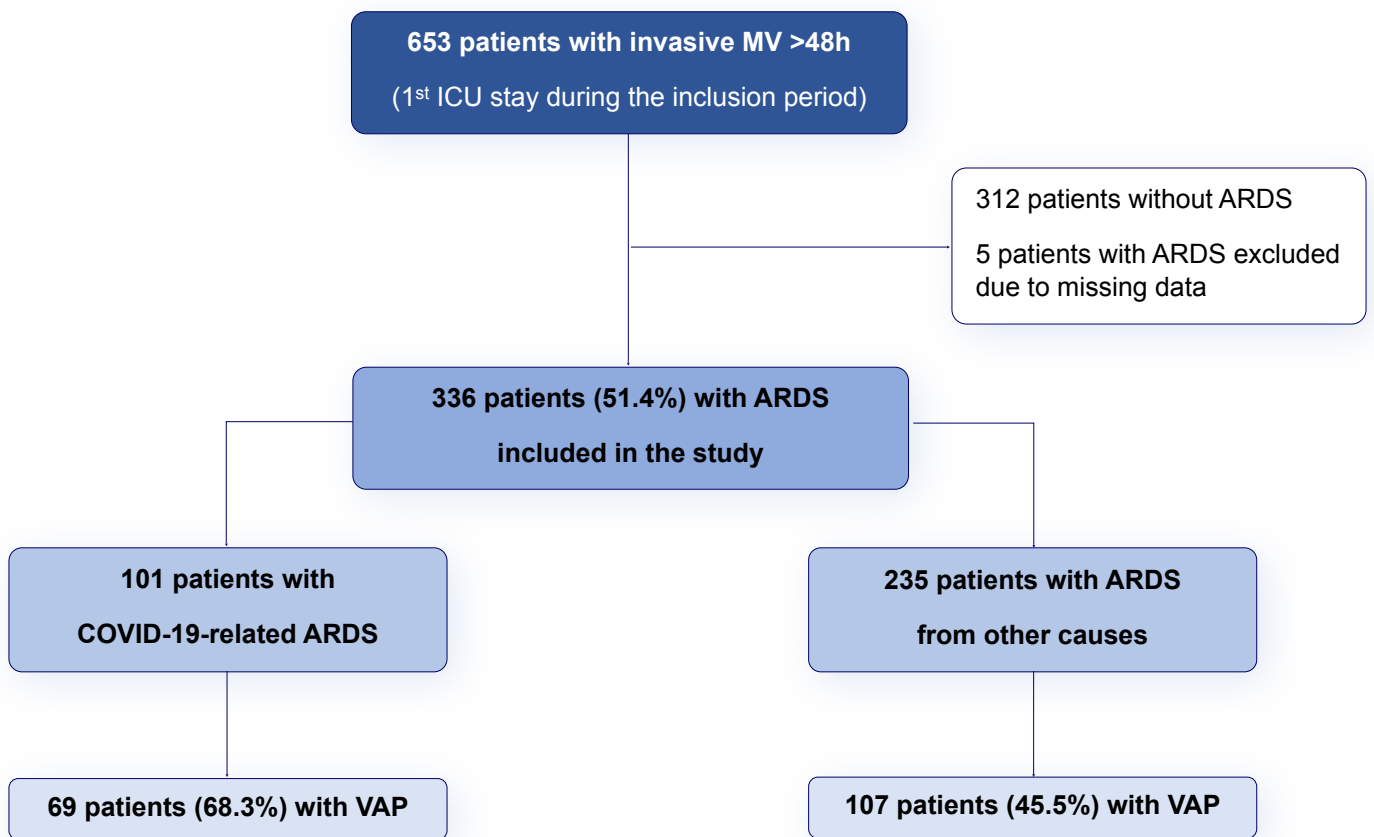 653 patients with invasive MV >48h
(1st ICU stay during the inclusion period)
312 patients without ARDS
5 patients with ARDS excluded
due to missing data
336 patients (51.4%) with ARDS
included in the study
101 patients with
COVID-19-related ARDS
235 patients with ARDS
from other causes
69 patients (68.3%) with VAP
107 patients (45.5%) with VAP